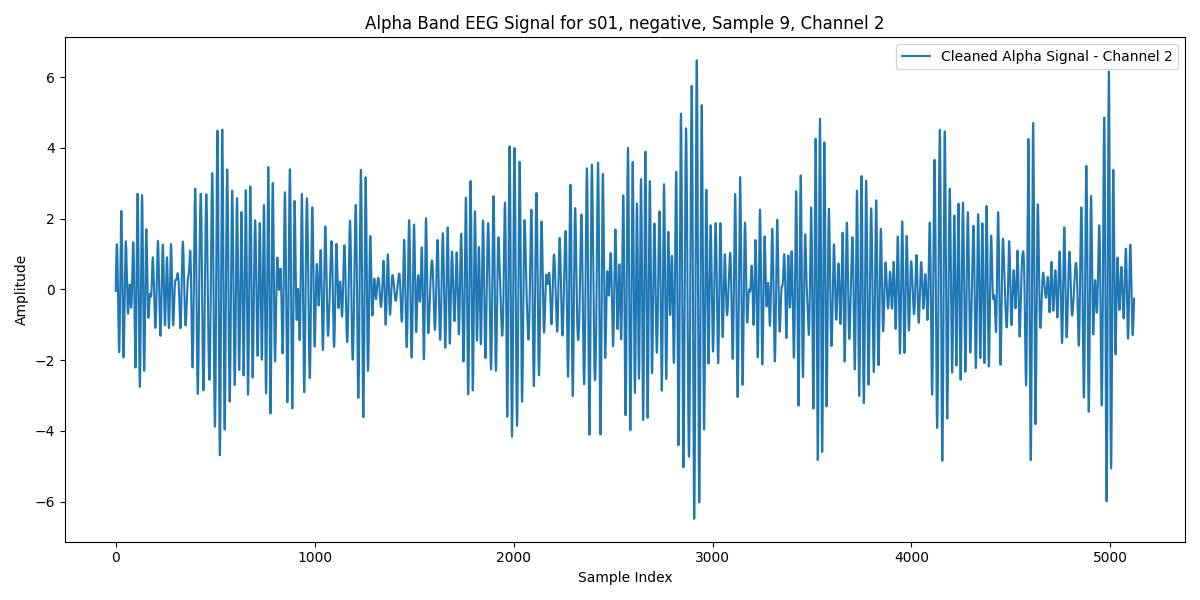 Alpha Band EEG Signal for s01, negative, Sample 9, Channel 2
Cleaned Alpha Signal - Channel 2
6
4
2
0
−2
−4
−6
Amplitude
0 1000 2000 3000 4000 5000
Sample Index